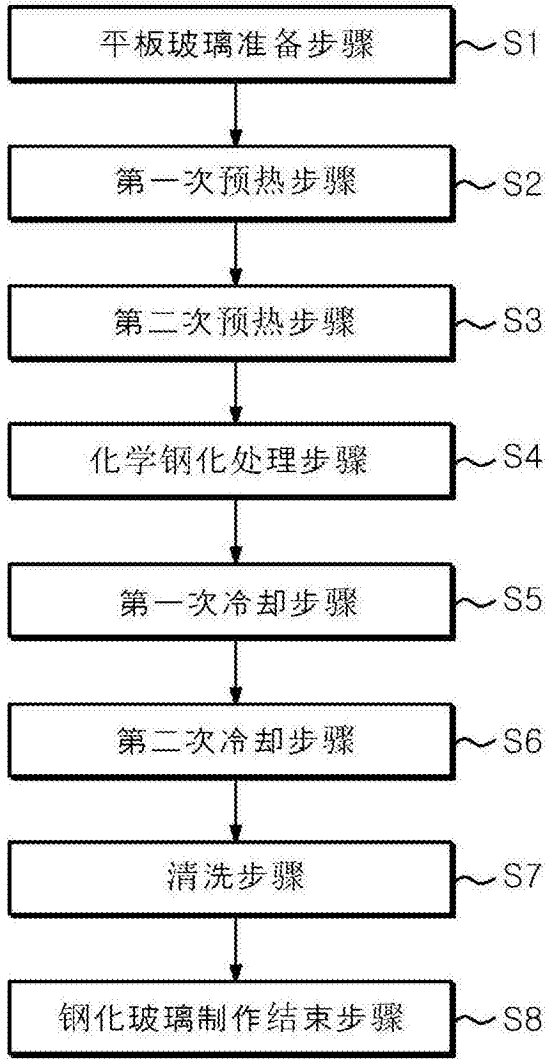 平板玻璃准备步骤 S1
第一次预热步骤 S2
第二次预热步骤 S3
化学钢化处理步骤 S4
第一次冷却步骤 S5
第二次冷却步骤 S6
清洗步骤 S7
钢化玻璃制作结束步骤 S8